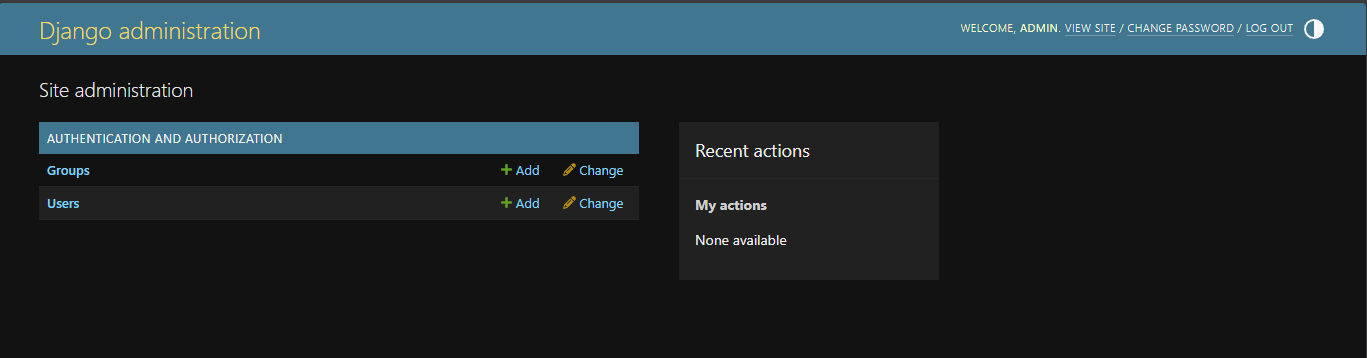 Django administration
WELCOME, ADMIN. VIEW SITE / CHANGE PASSWORD / LOG OUT
Site administration
AUTHENTICATION AND AUTHORIZATION
Groups Add Change
Users Add Change
Recent actions
My actions
None available